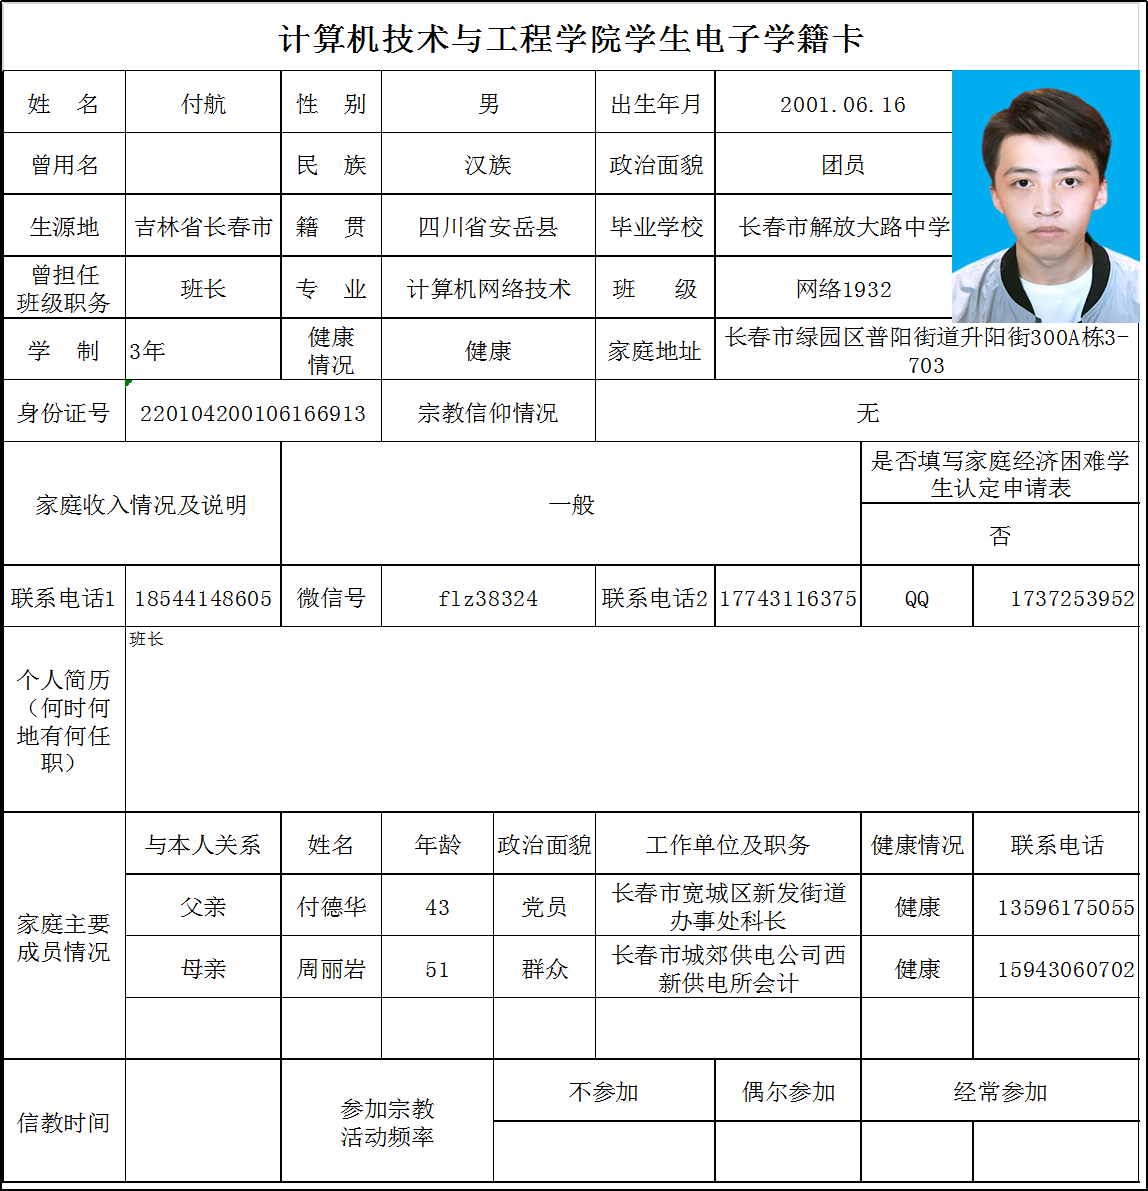 计算机技术与工程学院学生电子学籍卡
姓 名 付航 性 别 男 出生年月 2001.06.16
曾用名 民 族 汉族 政治面貌 团员
生源地 吉林省长春市 籍 贯 四川省安岳县 毕业学校 长春市解放大路中学
曾担任
班级职务 班长 专 业 计算机网络技术 班 级 网络1932
学 制 3年 健康
情况 健康 家庭地址 长春市绿园区普阳街道升阳街300A栋3-
703
身份证号 220104200106166913 宗教信仰情况 无
家庭收入情况及说明 一般 是否填写家庭经济困难学
生认定申请表
否
联系电话1 18544148605 微信号 flz38324 联系电话2 17743116375 QQ 1737253952
个人简历
（何时何
地有何任
职）
班长
家庭主要
成员情况
与本人关系 姓名 年龄 政治面貌 工作单位及职务 健康情况 联系电话
父亲 付德华 43 党员 长春市宽城区新发街道
办事处科长 健康 13596175055
母亲 周丽岩 51 群众 长春市城郊供电公司西
新供电所会计 健康 15943060702
信教时间 参加宗教
活动频率 不参加 偶尔参加 经常参加